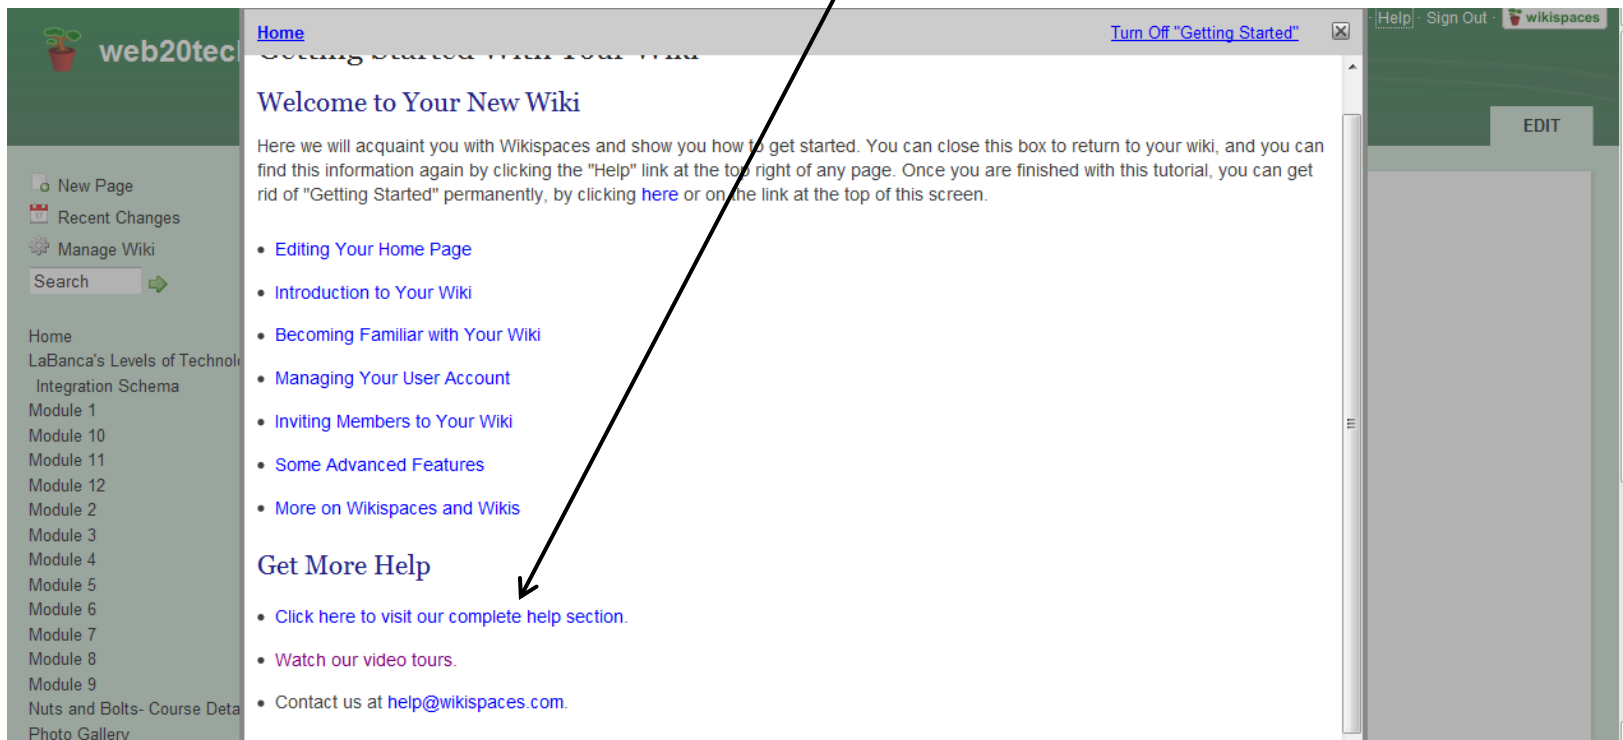 Home
Turn Off "Getting Started"
Help · Sign Out · wikispaces
web20tec
Getting Started With Your Wiki
EDIT
Welcome to Your New Wiki
Here we will acquaint you with Wikispaces and show you how to get started. You can close this box to return to your wiki, and you can
find this information again by clicking the "Help" link at the top right of any page. Once you are finished with this tutorial, you can get
rid of "Getting Started" permanently, by clicking here or on the link at the top of this screen.
New Page
Recent Changes
Manage Wiki
Search
Home
LaBanca's Levels of Technol
Integration Schema
Module 1
Module 10
Module 11
Module 12
Module 2
Module 3
Module 4
Module 5
Module 6
Module 7
Module 8
Module 9
Nuts and Bolts- Course Deta
Photo Gallery
• Editing Your Home Page
• Introduction to Your Wiki
• Becoming Familiar with Your Wiki
• Managing Your User Account
• Inviting Members to Your Wiki
• Some Advanced Features
• More on Wikispaces and Wikis
Get More Help
• Click here to visit our complete help section.
• Watch our video tours.
• Contact us at help@wikispaces.com.